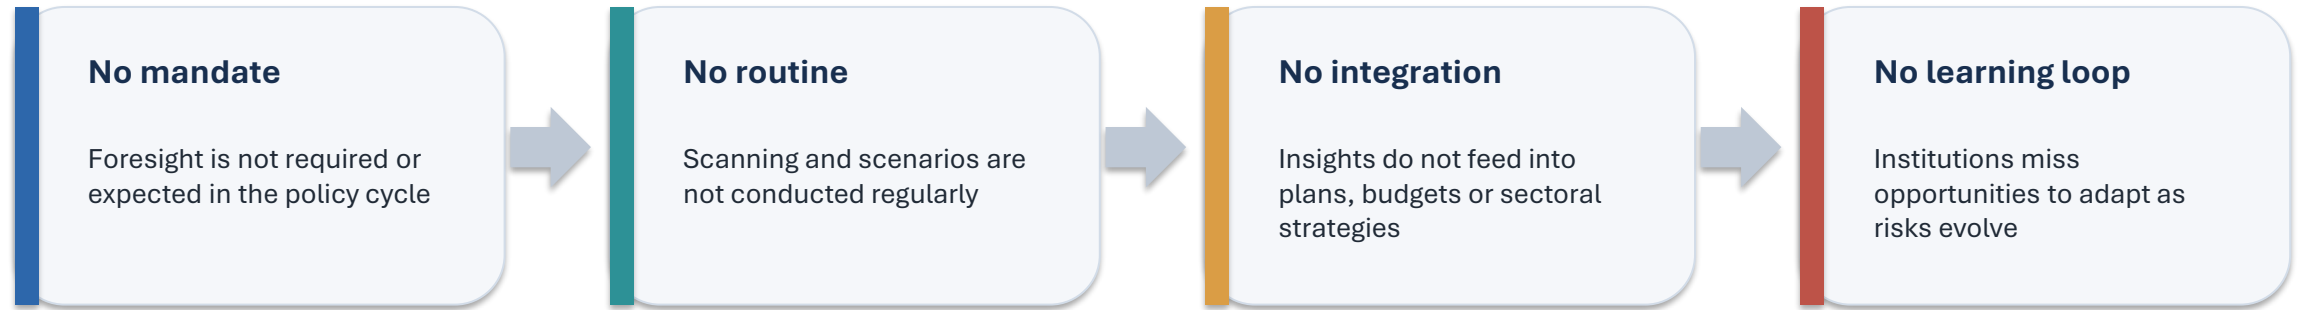 No mandate
Foresight is not required or
expected in the policy cycle
No routine
Scanning and scenarios are
not conducted regularly
No integration
Insights do not feed into
plans, budgets or sectoral
strategies
No learning loop
Institutions miss
opportunities to adapt as
risks evolve